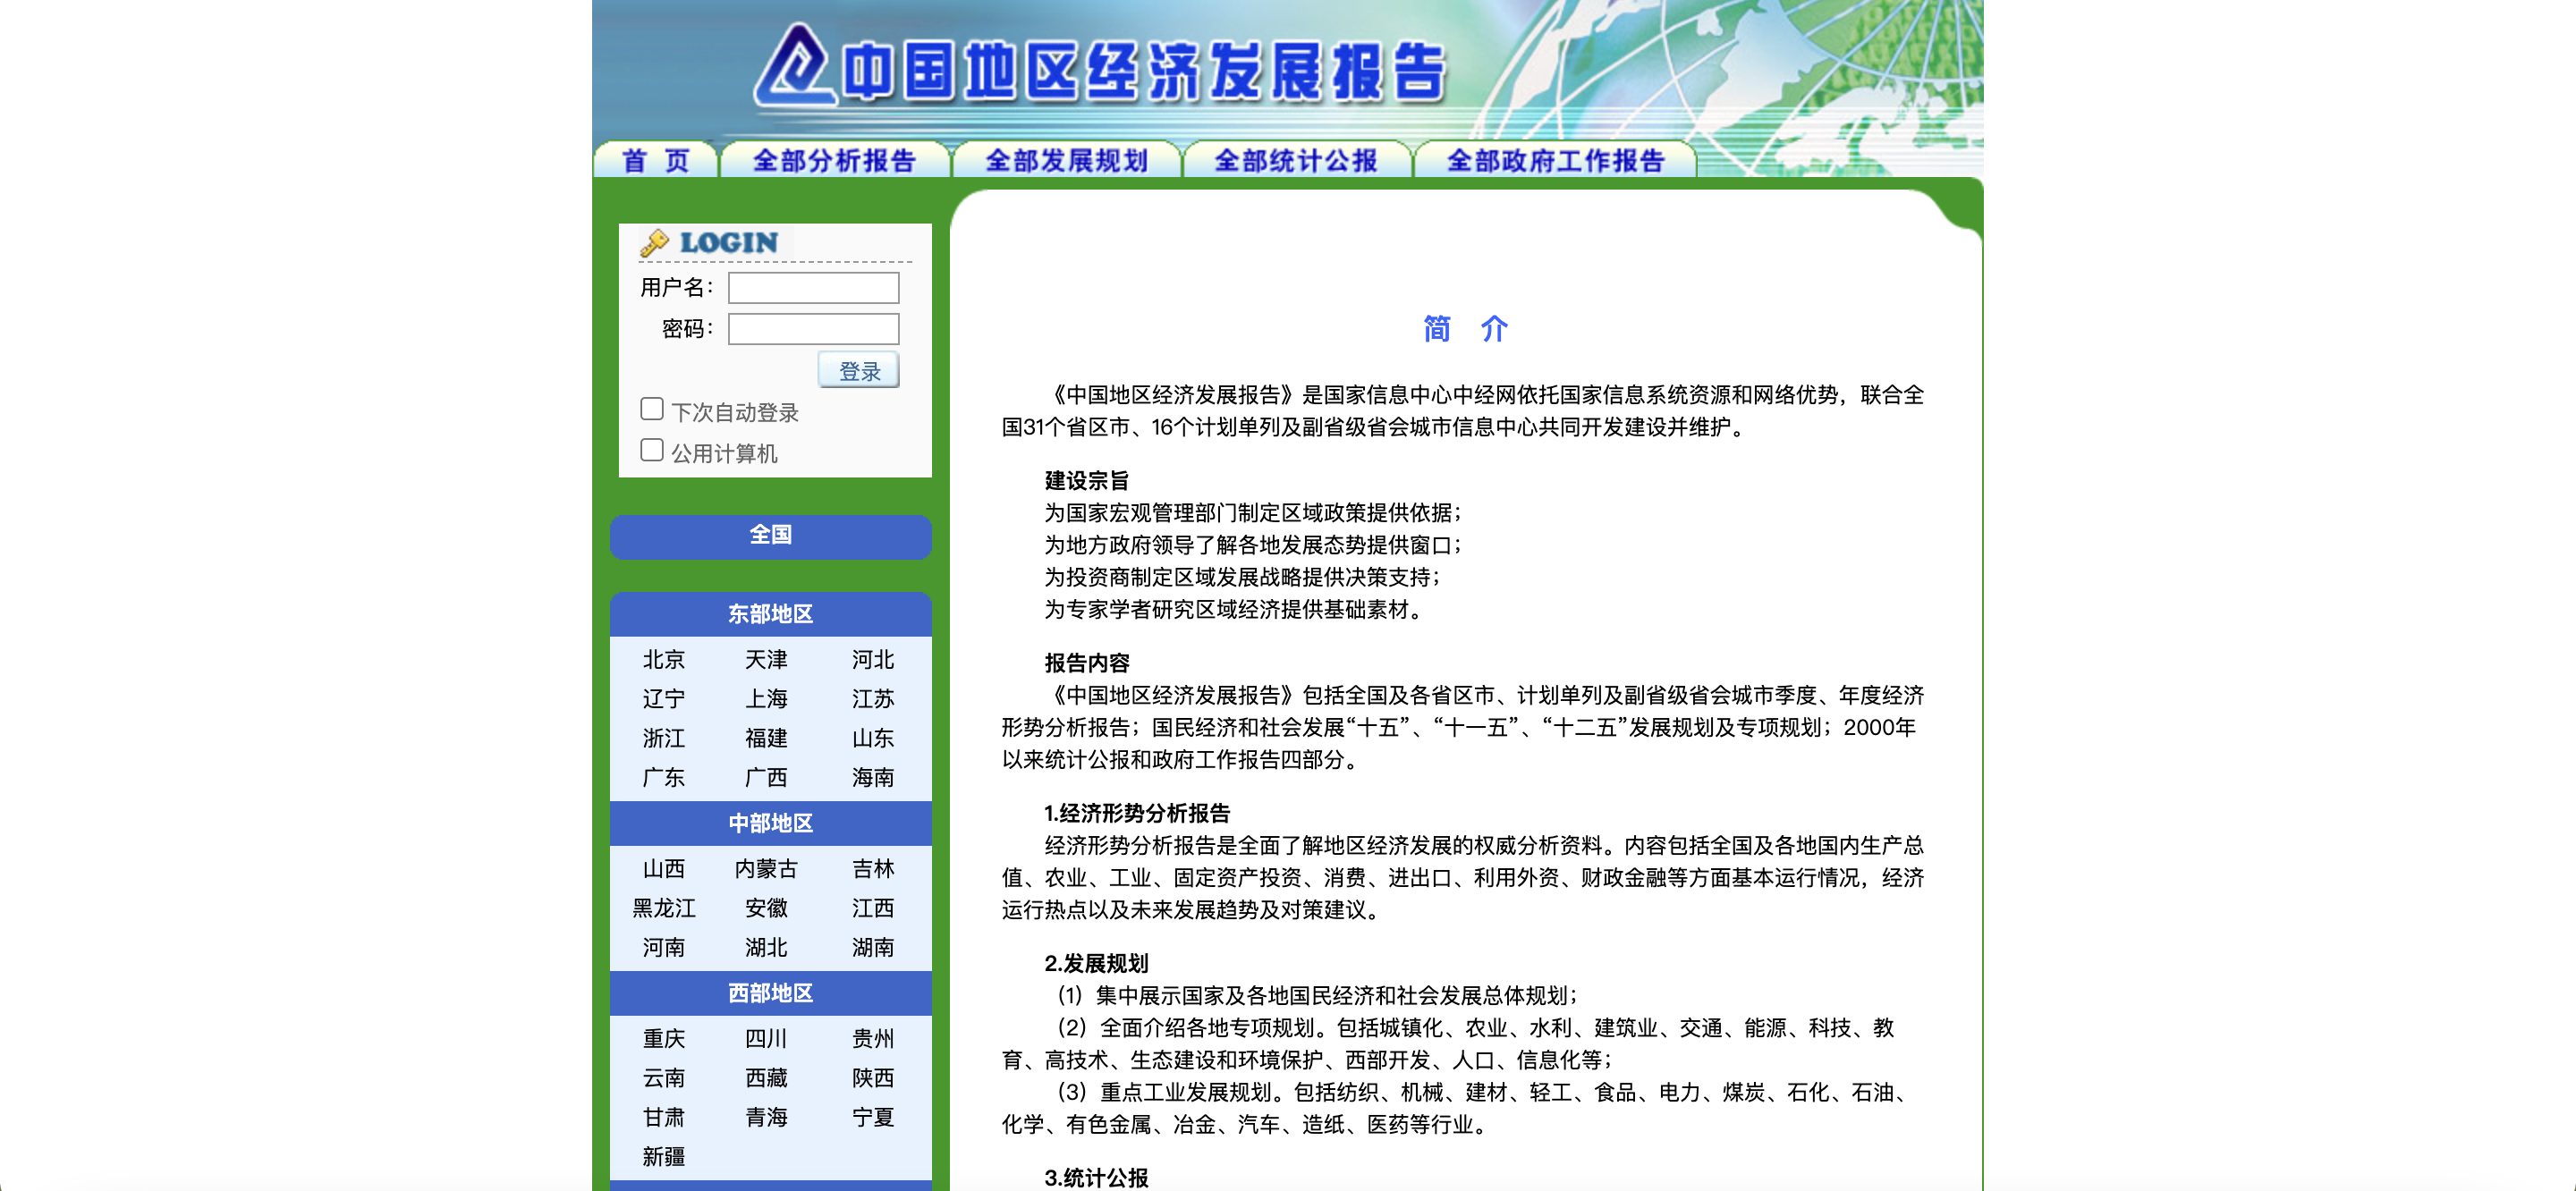 中国地区经济发展报告
首 页 全部分析报告 全部发展规划 全部统计公报 全部政府工作报告
LOGIN
用户名：
密码：
登录
下次自动登录
公用计算机
全国
东部地区
北京 天津 河北
辽宁 上海 江苏
浙江 福建 山东
广东 广西 海南
中部地区
山西 内蒙古 吉林
黑龙江 安徽 江西
河南 湖北 湖南
西部地区
重庆 四川 贵州
云南 西藏 陕西
甘肃 青海 宁夏
新疆
简 介
《中国地区经济发展报告》是国家信息中心中经网依托国家信息系统资源和网络优势，联合全
国31个省区市、16个计划单列及副省级省会城市信息中心共同开发建设并维护。
建设宗旨
为国家宏观管理部门制定区域政策提供依据；
为地方政府领导了解各地发展态势提供窗口；
为投资商制定区域发展战略提供决策支持；
为专家学者研究区域经济提供基础素材。
报告内容
《中国地区经济发展报告》包括全国及各省区市、计划单列及副省级省会城市季度、年度经济
形势分析报告；国民经济和社会发展“十五”、“十一五”、“十二五”发展规划及专项规划；2000年
以来统计公报和政府工作报告四部分。
1.经济形势分析报告
经济形势分析报告是全面了解地区经济发展的权威分析资料。内容包括全国及各地国内生产总
值、农业、工业、固定资产投资、消费、进出口、利用外资、财政金融等方面基本运行情况，经济
运行热点以及未来发展趋势及对策建议。
2.发展规划
（1）集中展示国家及各地国民经济和社会发展总体规划；
（2）全面介绍各地专项规划。包括城镇化、农业、水利、建筑业、交通、能源、科技、教
育、高技术、生态建设和环境保护、西部开发、人口、信息化等；
（3）重点工业发展规划。包括纺织、机械、建材、轻工、食品、电力、煤炭、石化、石油、
化学、有色金属、冶金、汽车、造纸、医药等行业。
3.统计公报